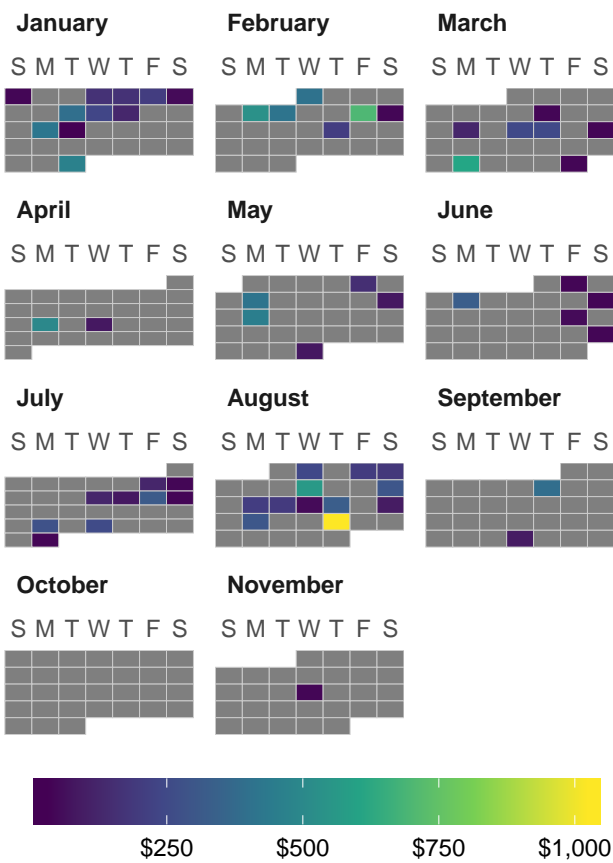 January February March
S M T W T F S S M T W T F S S M T W T F S
April May June
S M T W T F S S M T W T F S S M T W T F S
July August September
S M T W T F S S M T W T F S S M T W T F S
October November
S M T W T F S S M T W T F S
$250 $500 $750 $1,000